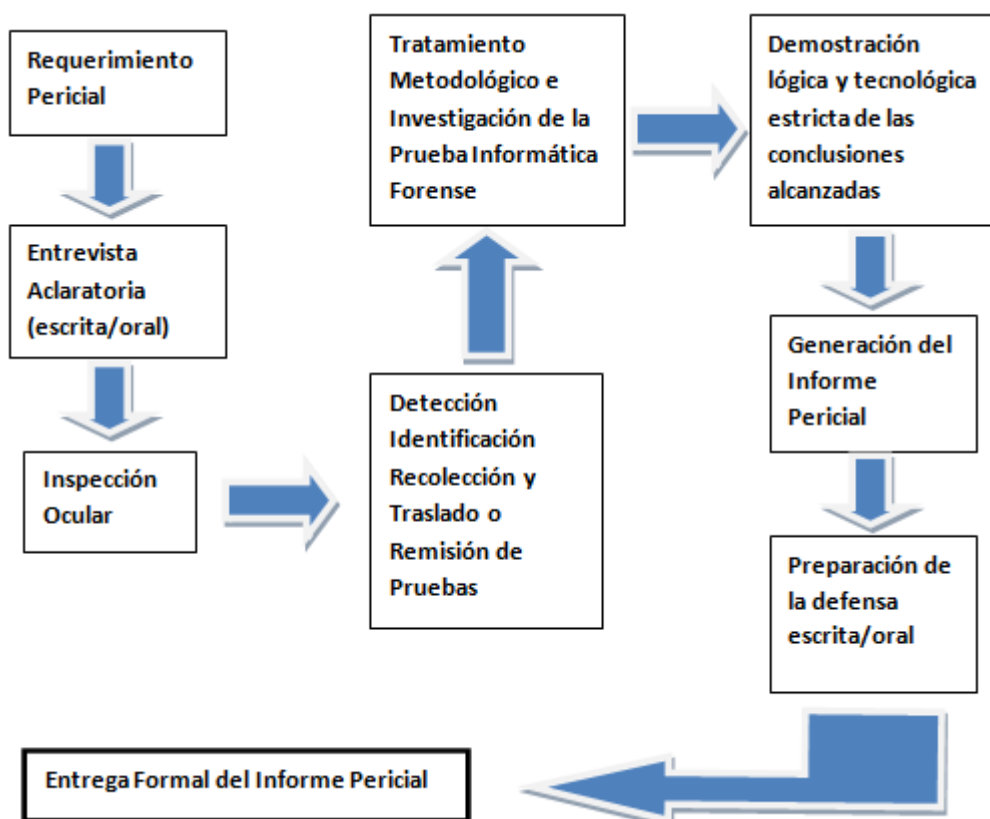 Requerimiento
Pericial
Entrevista
Aclaratoria
(escrita/oral)
Inspección
Ocular
Detección
Identificación
Recolección y
Traslado o
Remisión de
Pruebas
Tratamiento
Metodológico e
Investigación de la
Prueba Informática
Forense
Demostración
lógica y tecnológica
estricta de las
conclusiones
alcanzadas
Generación del
Informe
Pericial
Preparación de
la defensa
escrita/oral
Entrega Formal del Informe Pericial